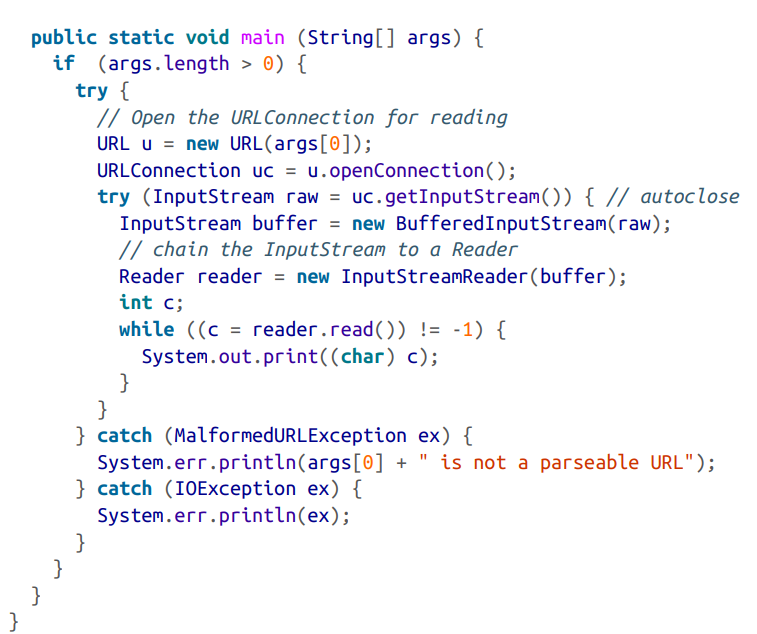 public static void main (String[] args) {
if  (args.length > 0) {
try {
// Open the URLConnection for reading
URL u = new URL(args[0]);
URLConnection uc = u.openConnection();
try (InputStream raw = uc.getInputStream()) { // autoclose
InputStream buffer = new BufferedInputStream(raw);
// chain the InputStream to a Reader
Reader reader = new InputStreamReader(buffer);
int c;
while ((c = reader.read()) != -1) {
System.out.print((char) c);
}
}
} catch (MalformedURLException ex) {
System.err.println(args[0] + " is not a parseable URL");
} catch (IOException ex) {
System.err.println(ex);
}
}
}
}